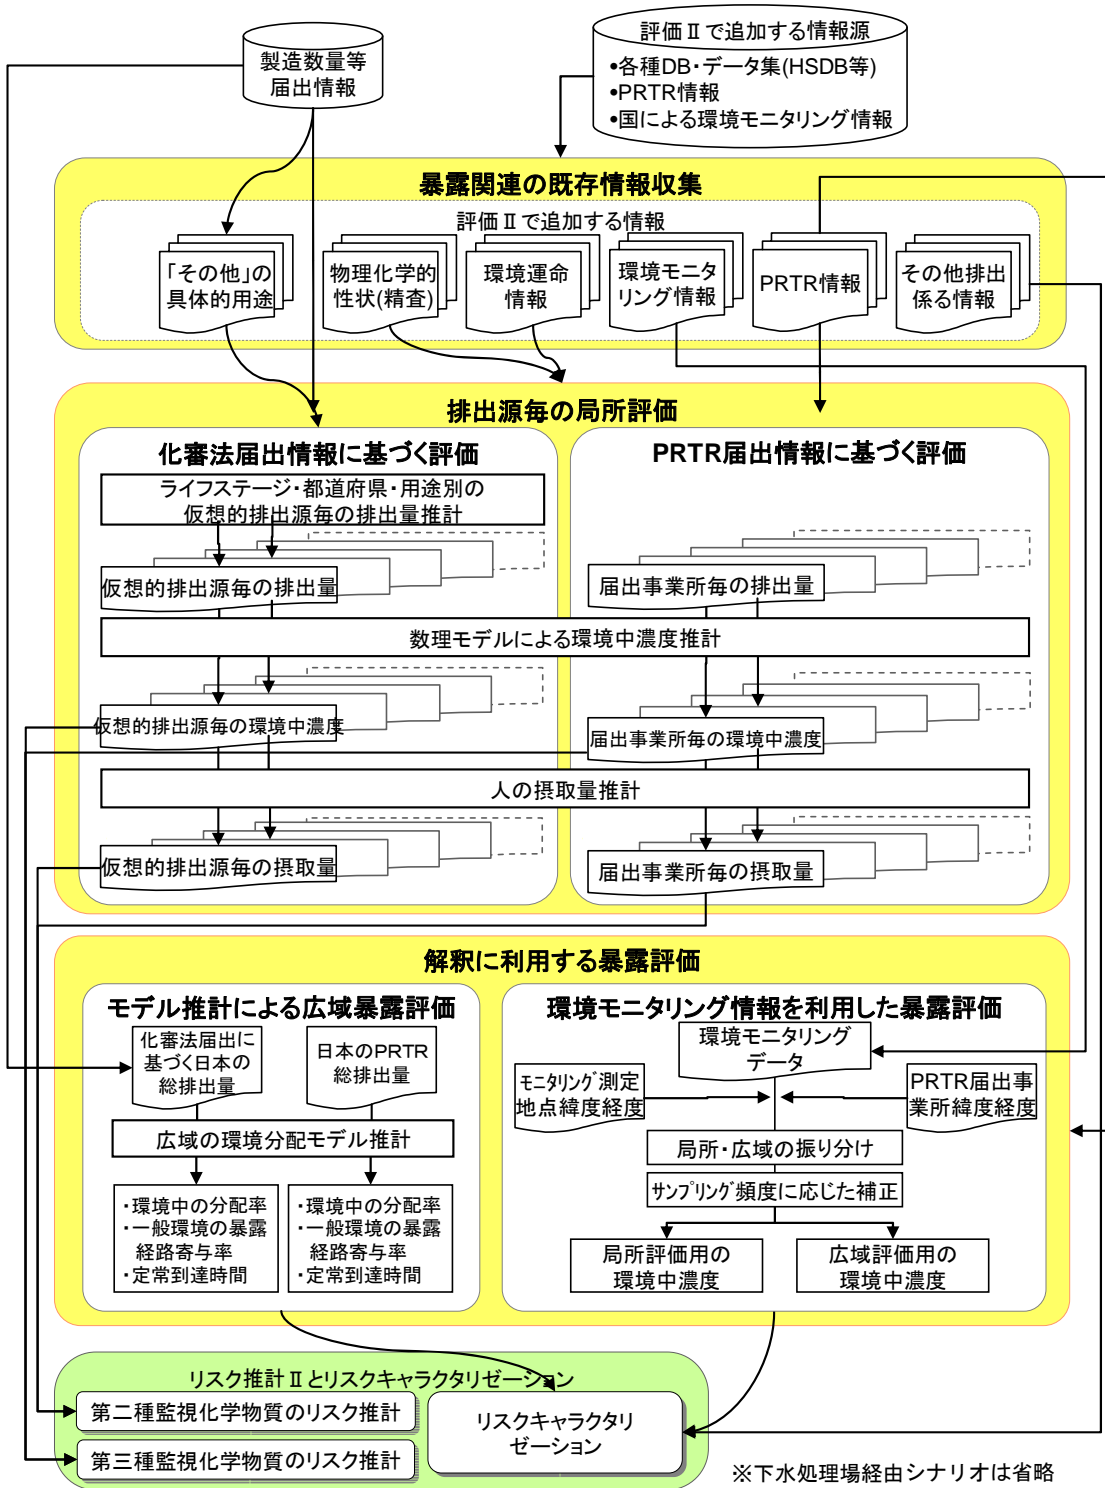 製造数量等
届出情報
評価Ⅱで追加する情報源
•各種DB・データ集(HSDB等)
•PRTR情報
•国による環境モニタリング情報
暴露関連の既存情報収集
評価Ⅱで追加する情報
「その他」の
具体的用途
物理化学的
性状(精査)
環境運命
情報
環境モニタ
リング情報
PRTR情報
その他排出
係る情報
排出源毎の局所評価
化審法届出情報に基づく評価
ライフステージ・都道府県・用途別の
仮想的排出源毎の排出量推計
仮想的排出源毎の排出量
PRTR届出情報に基づく評価
届出事業所毎の排出量
数理モデルによる環境中濃度推計
仮想的排出源毎の環境中濃度
届出事業所毎の環境中濃度
人の摂取量推計
仮想的排出源毎の摂取量
届出事業所毎の摂取量
解釈に利用する暴露評価
モデル推計による広域暴露評価
化審法届出に
基づく日本の
総排出量
日本のPRTR
総排出量
広域の環境分配モデル推計
・環境中の分配率
・一般環境の暴露
経路寄与率
・定常到達時間
・環境中の分配率
・一般環境の暴露
経路寄与率
・定常到達時間
環境モニタリング情報を利用した暴露評価
環境モニタリング
データ
モニタリング測定
地点緯度経度
PRTR届出事
業所緯度経度
局所・広域の振り分け
サンプリング頻度に応じた補正
局所評価用の
環境中濃度
広域評価用の
環境中濃度
リスク推計Ⅱとリスクキャラクタリゼーション
第二種監視化学物質のリスク推計
第三種監視化学物質のリスク推計
リスクキャラクタリ
ゼーション
※下水処理場経由シナリオは省略